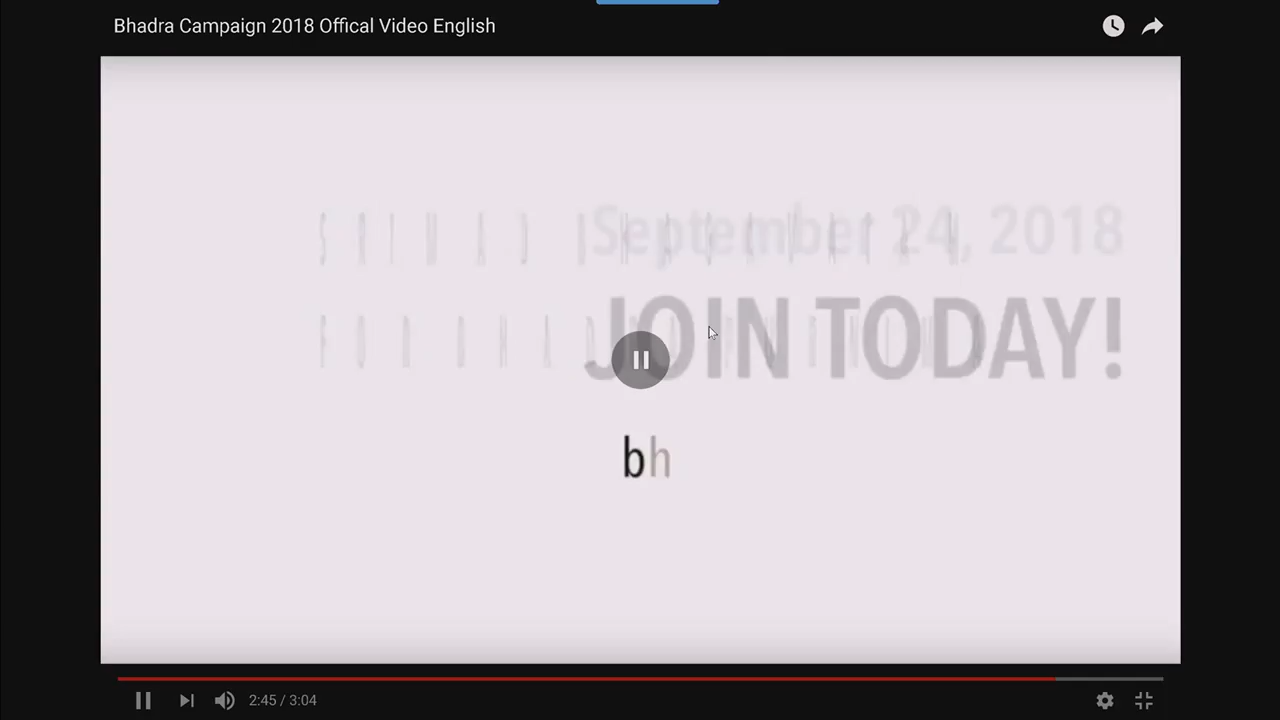 Bhadra Campaign 2018 Offical Video English
September 24, 2018
JOIN TODAY!
bh
2:45 / 3:04